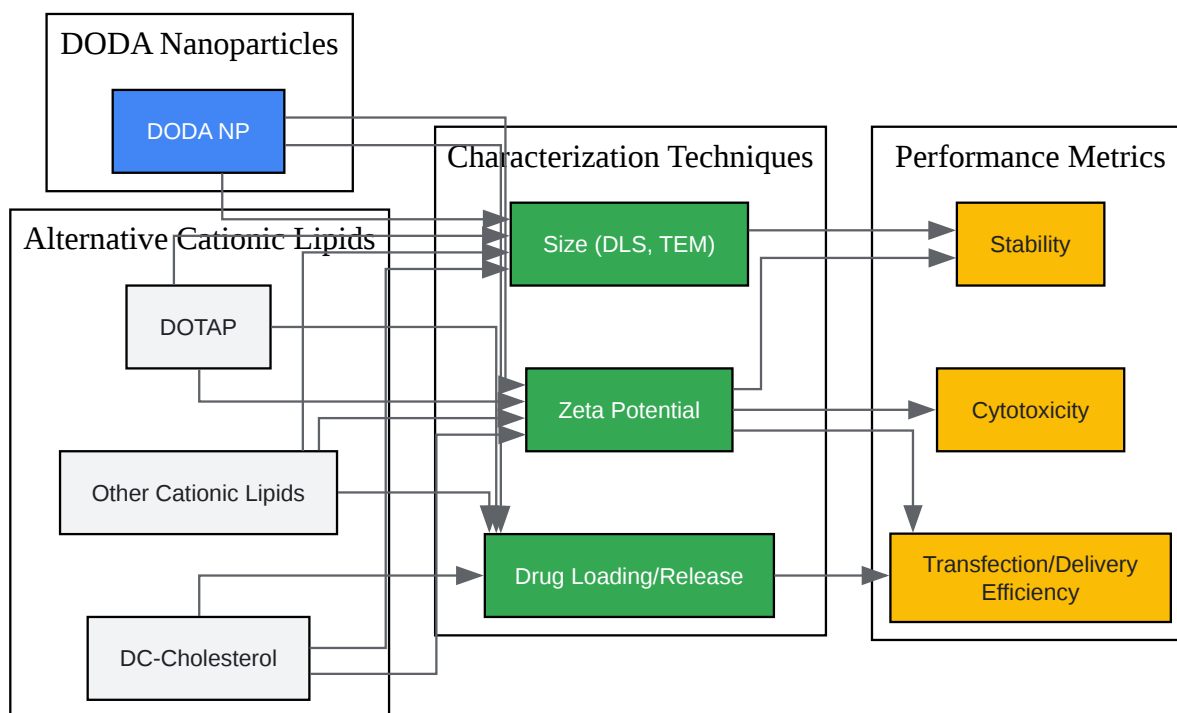 DODA Nanoparticles
DODA NP
Alternative Cationic Lipids
DOTAP
Other Cationic Lipids
DC-Cholesterol
Characterization Techniques
Size (DLS, TEM)
Zeta Potential
Drug Loading/Release
Performance Metrics
Stability
Cytotoxicity
Transfection/Delivery
Efficiency